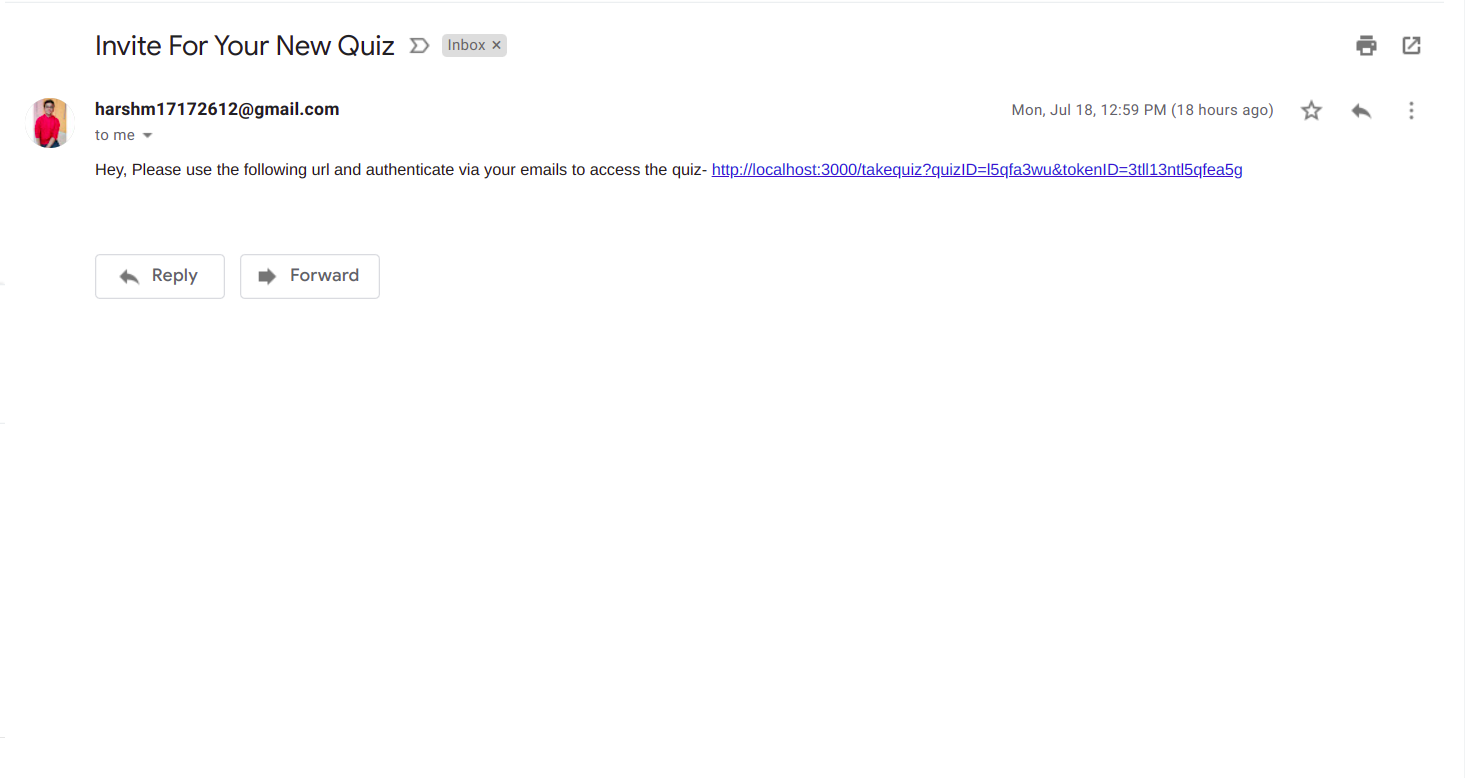 Invite For Your New Quiz Inbox ×
harshm17172612@gmail.com Mon, Jul 18, 12:59 PM (18 hours ago)
to me
Hey, Please use the following url and authenticate via your emails to access the quiz- http://localhost:3000/takequiz?quizID=l5qfa3wu&tokenID=3tll13ntl5qfea5g
Reply Forward